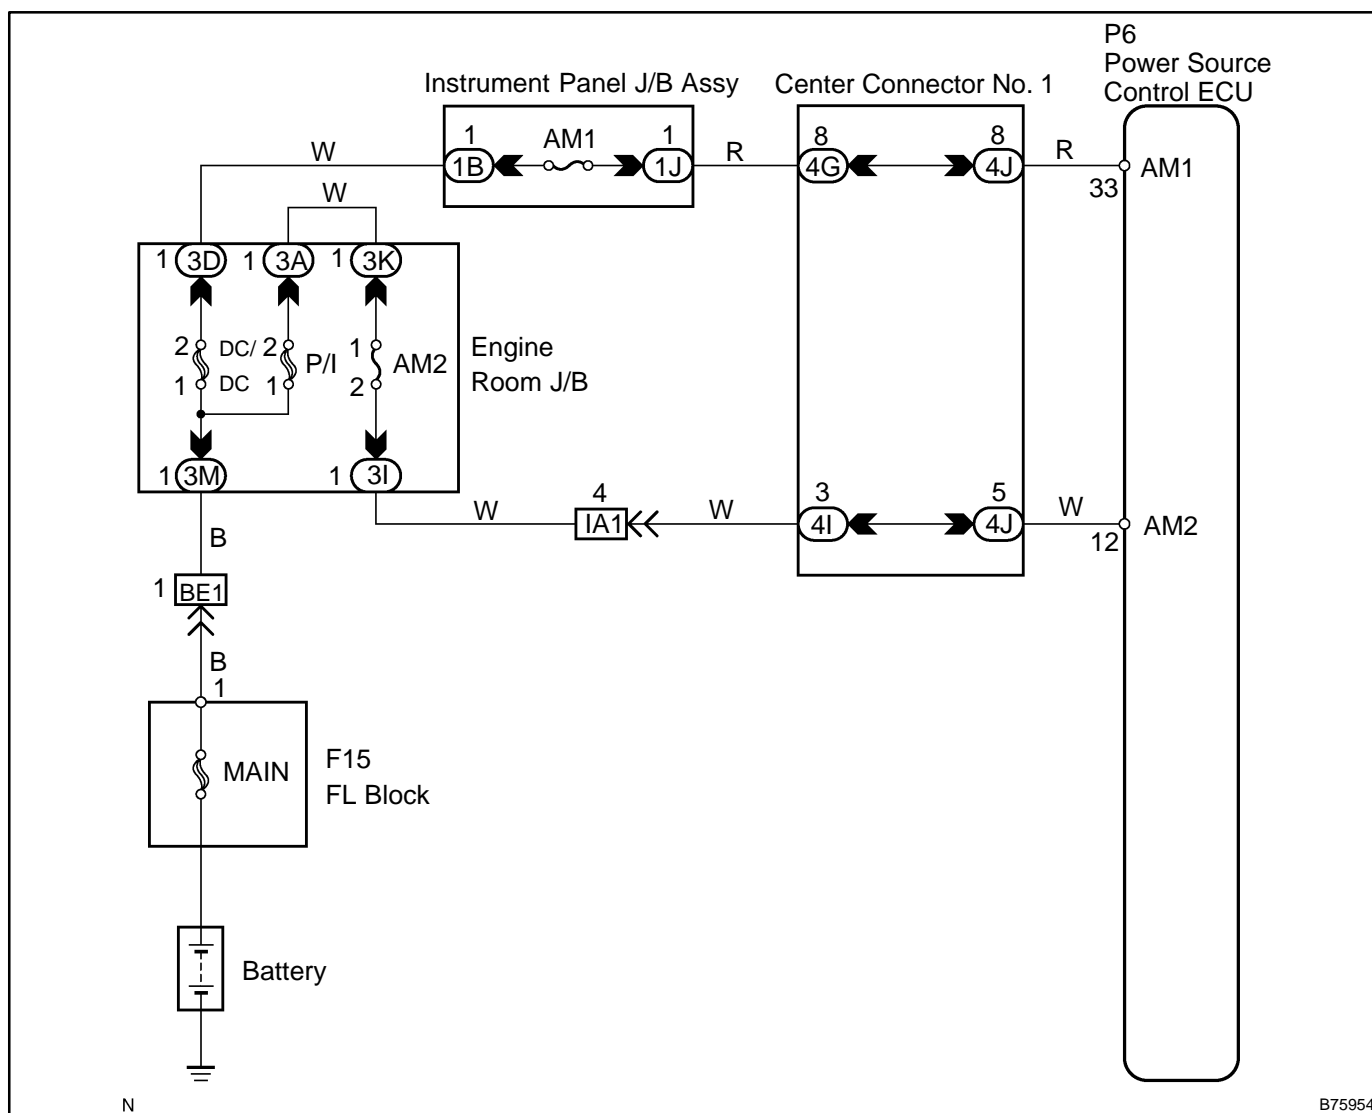 P6
Power Source
Control ECU
Instrument Panel J/B Assy
Center Connector No. 1
1
AM1
1
8
8
W
1B
1J
R
4G
4J
R
AM1
33
W
1
3D
1
3A
1
3K
2
DC/
2
1
Engine
P/I
AM2
1
DC
1
2
Room J/B
1
3M
1
3I
4
3
5
W
IA1
W
4I
4J
W
AM2
12
B
1
BE1
B
1
MAIN
F15
FL Block
Battery
N
B75954